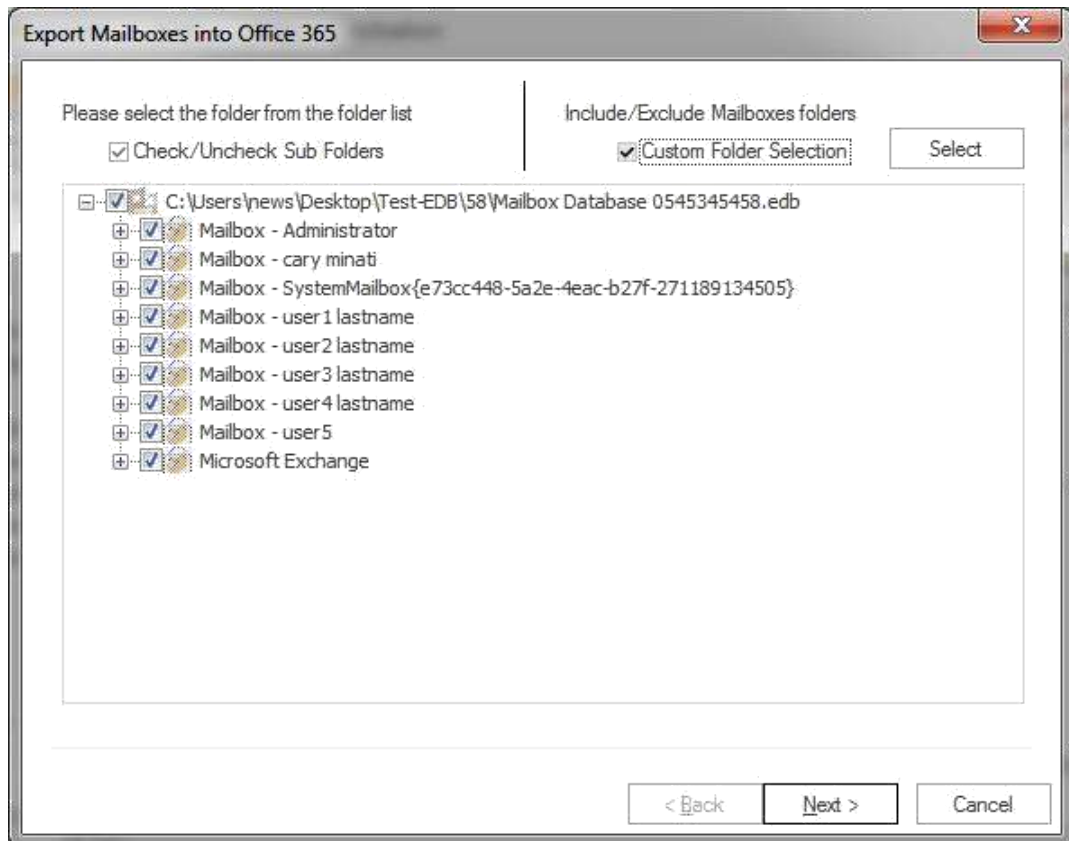 Export Mailboxes into Office 365
Please select the folder from the folder list
Include/Exclude Mailboxes folders
Check/Uncheck Sub Folders
Custom Folder Selection
Select
C:\Users\news\Desktop\Test-EDB\58\Mailbox Database 0545345458.edb
Mailbox - Administrator
Mailbox - cary minati
Mailbox - SystemMailbox{e73cc448-5a2e-4eac-b27f-271189134505}
Mailbox - user1 lastname
Mailbox - user2 lastname
Mailbox - user3 lastname
Mailbox - user4 lastname
Mailbox - user5
Microsoft Exchange
< Back
Next >
Cancel